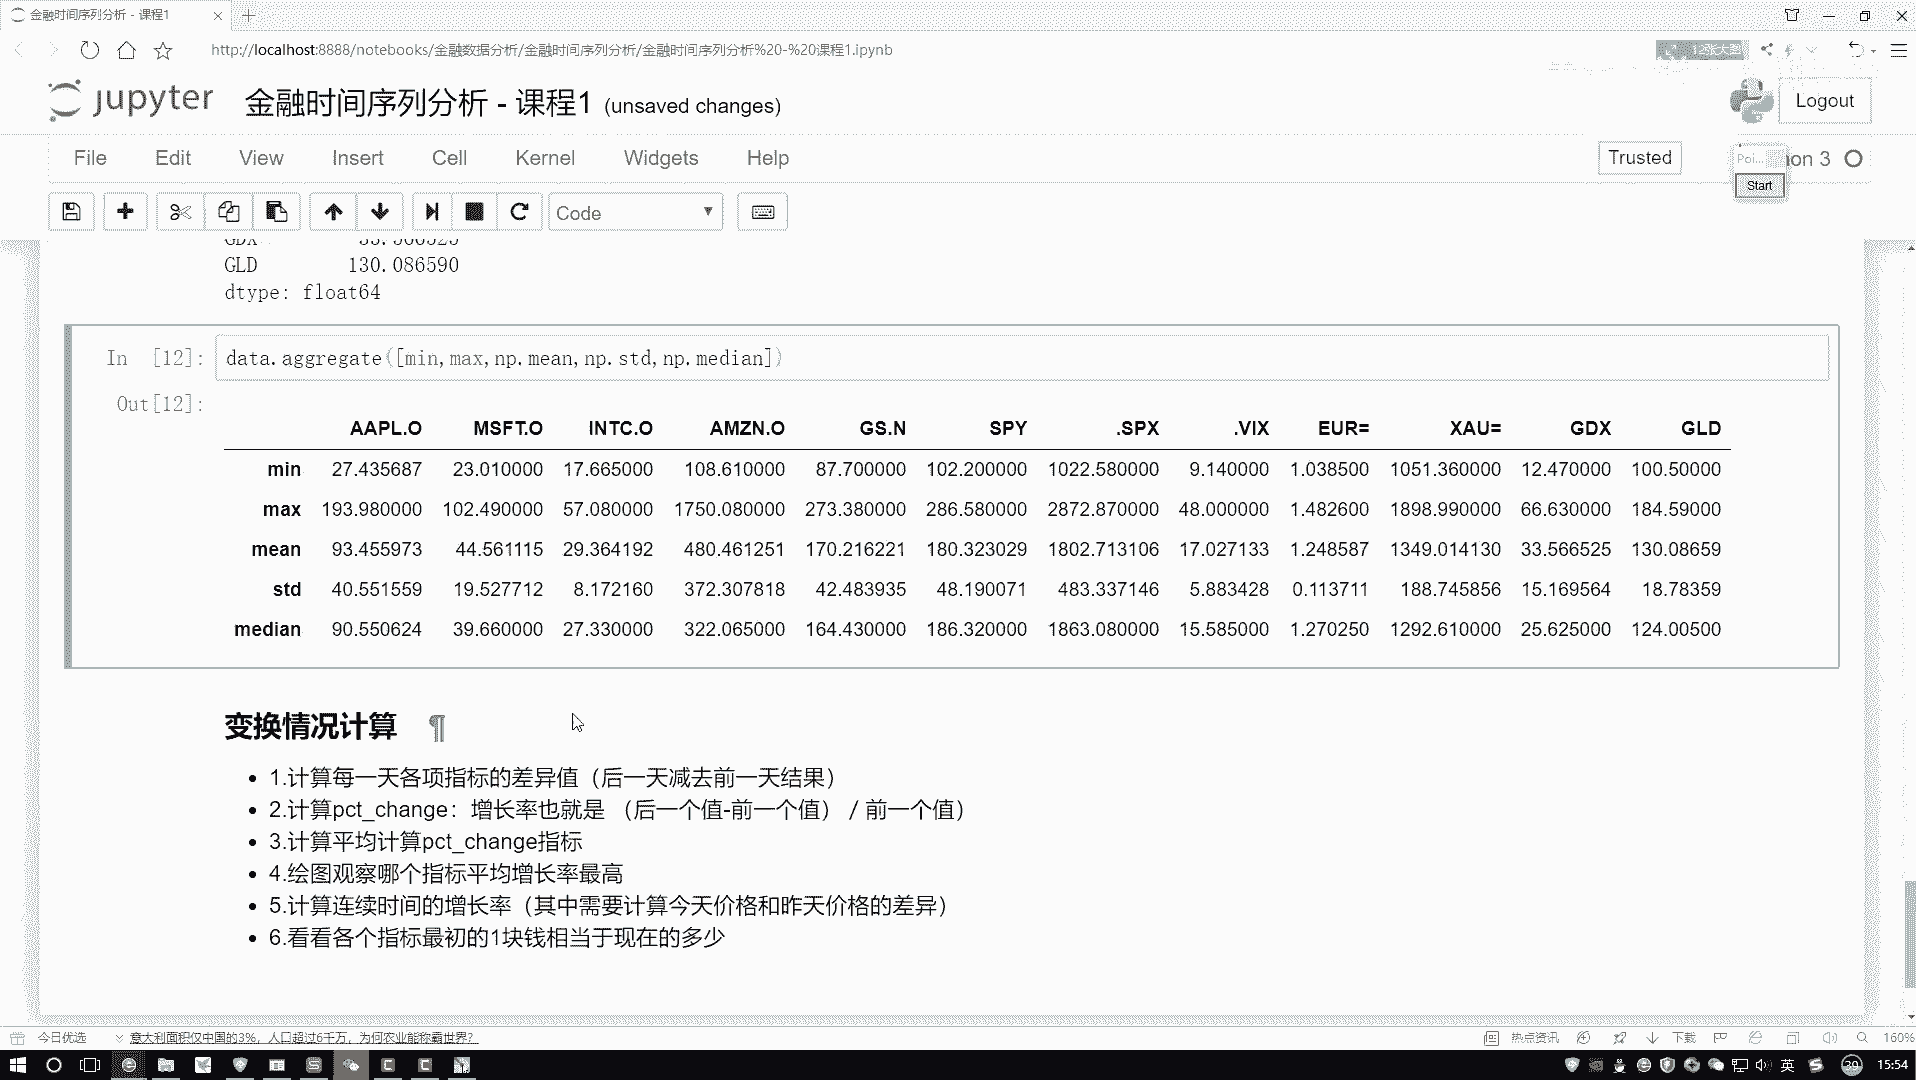 金融时间序列分析 - 课程1
http://localhost:8888/notebooks/金融数据分析/金融时间序列分析/金融时间序列分析%20-%20课程1.ipynb
12张大图
jupyter 金融时间序列分析 - 课程1 (unsaved changes)
Logout
File Edit View Insert Cell Kernel Widgets Help
Trusted
on 3
Start
Code
GDX 33.566525
GLD 130.086590
dtype: float64
In [12]: data.aggregate([min,max,np.mean,np.std,np.median])
Out[12]:
AAPL.O MSFT.O INTC.O AMZN.O GS.N SPY .SPX .VIX EUR= XAU= GDX GLD
min 27.435687 23.010000 17.665000 108.610000 87.700000 102.200000 1022.580000 9.140000 1.038500 1051.360000 12.470000 100.50000
max 193.980000 102.490000 57.080000 1750.080000 273.380000 286.580000 2872.870000 48.000000 1.482600 1898.990000 66.630000 184.59000
mean 93.455973 44.561115 29.364192 480.461251 170.216221 180.323029 1802.713106 17.027133 1.248587 1349.014130 33.566525 130.08659
std 40.551559 19.527712 8.172160 372.307818 42.483935 48.190071 483.337146 5.883428 0.113711 188.745856 15.169564 18.78359
median 90.550624 39.660000 27.330000 322.065000 164.430000 186.320000 1863.080000 15.585000 1.270250 1292.610000 25.625000 124.00500
变换情况计算 ¶
• 1.计算每一天各项指标的差异值（后一天减去前一天结果）
• 2.计算pct_change：增长率也就是 （后一个值-前一个值） / 前一个值）
• 3.计算平均计算pct_change指标
• 4.绘图观察哪个指标平均增长率最高
• 5.计算连续时间的增长率（其中需要计算今天价格和昨天价格的差异）
• 6.看看各个指标最初的1块钱相当于现在的多少
今日优选
意大利面积仅中国的3%，人口超过6千万，为何农业能称霸世界？
热点资讯
下载
160%
英
39
15:54